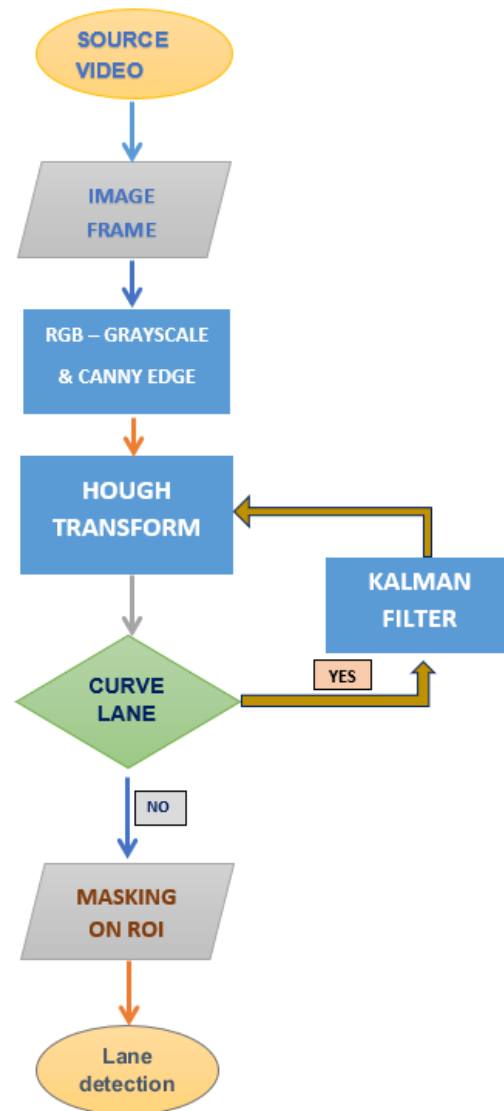 SOURCE
VIDEO
IMAGE
FRAME
RGB – GRAYSCALE
& CANNY EDGE
HOUGH
TRANSFORM
KALMAN
FILTER
YES
CURVE
LANE
NO
MASKING
ON ROI
Lane
detection